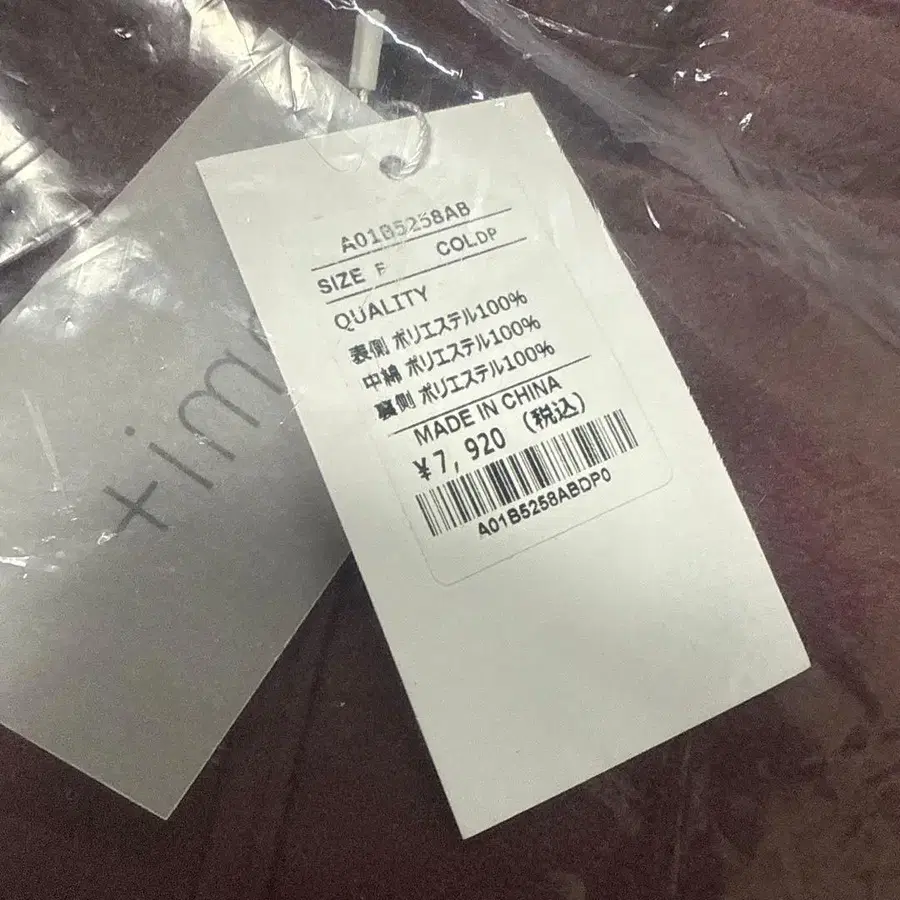 A01B5258AB
SIZE F COLDP
QUALITY
表側 ポリエステル100%
中綿 ポリエステル100%
裏側 ポリエステル100%
MADE IN CHINA
¥7,920 (税込)
A01B5258ABDP0